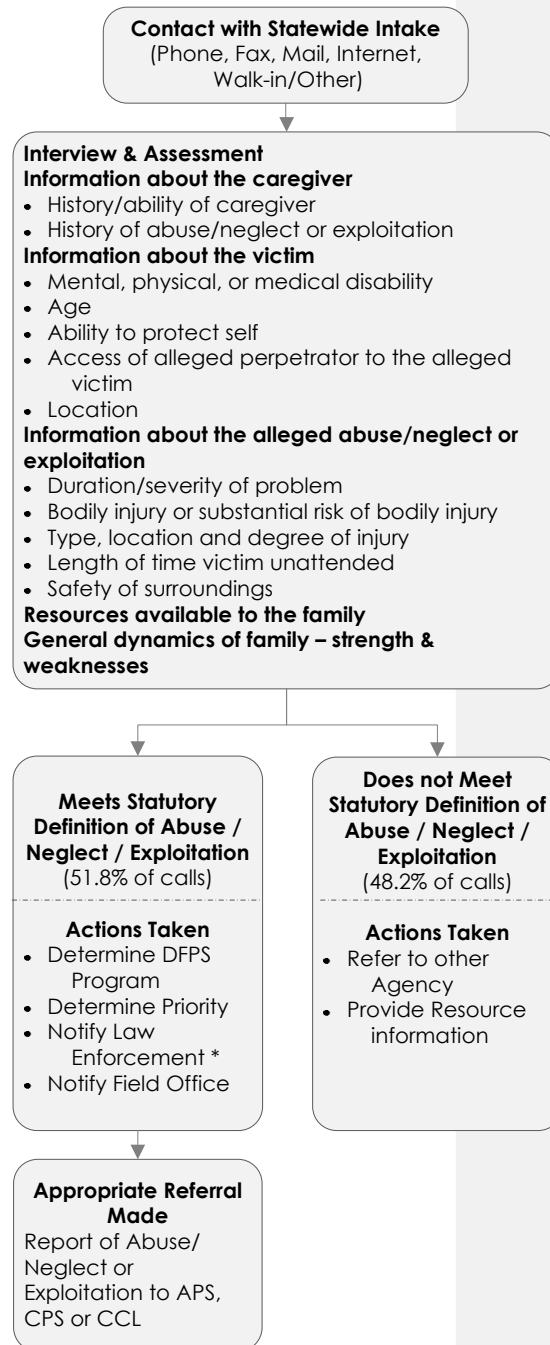 Contact with Statewide Intake
(Phone, Fax, Mail, Internet,
Walk-in/Other)
Interview & Assessment
Information about the caregiver
• History/ability of caregiver
• History of abuse/neglect or exploitation
Information about the victim
• Mental, physical, or medical disability
• Age
• Ability to protect self
• Access of alleged perpetrator to the alleged
victim
• Location
Information about the alleged abuse/neglect or
exploitation
• Duration/severity of problem
• Bodily injury or substantial risk of bodily injury
• Type, location and degree of injury
• Length of time victim unattended
• Safety of surroundings
Resources available to the family
General dynamics of family – strength &
weaknesses
Meets Statutory
Definition of Abuse /
Neglect / Exploitation
(51.8% of calls)
Actions Taken
• Determine DFPS
Program
• Determine Priority
• Notify Law
Enforcement *
• Notify Field Office
Does not Meet
Statutory Definition of
Abuse / Neglect /
Exploitation
(48.2% of calls)
Actions Taken
• Refer to other
Agency
• Provide Resource
information
Appropriate Referral
Made
Report of Abuse/
Neglect or
Exploitation to APS,
CPS or CCL